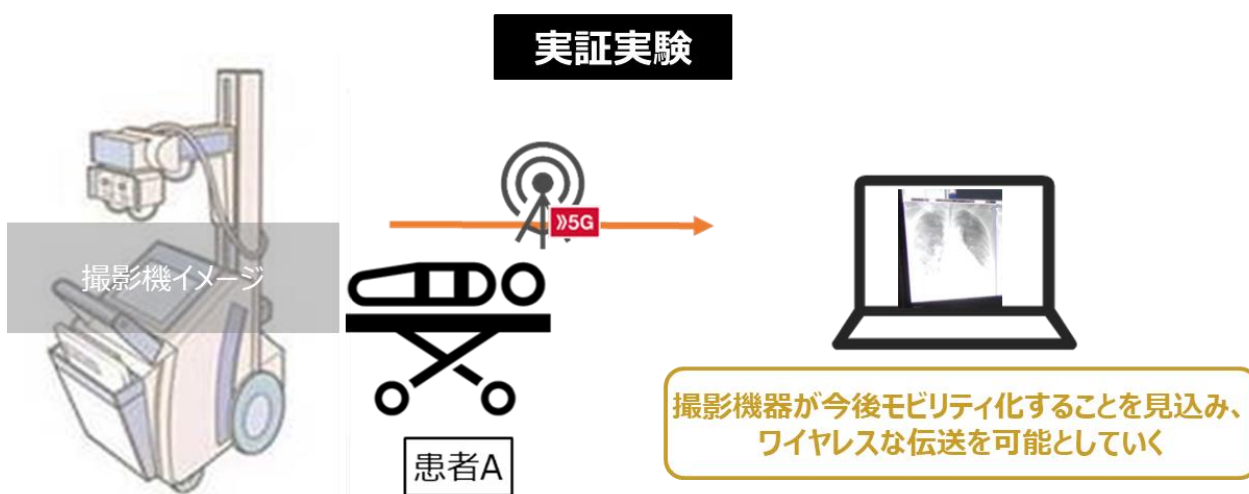 実証実験
撮影機イメージ
》5G
患者A
撮影機器が今後モビリティ化することを見込み、
ワイヤレスな伝送を可能としていく